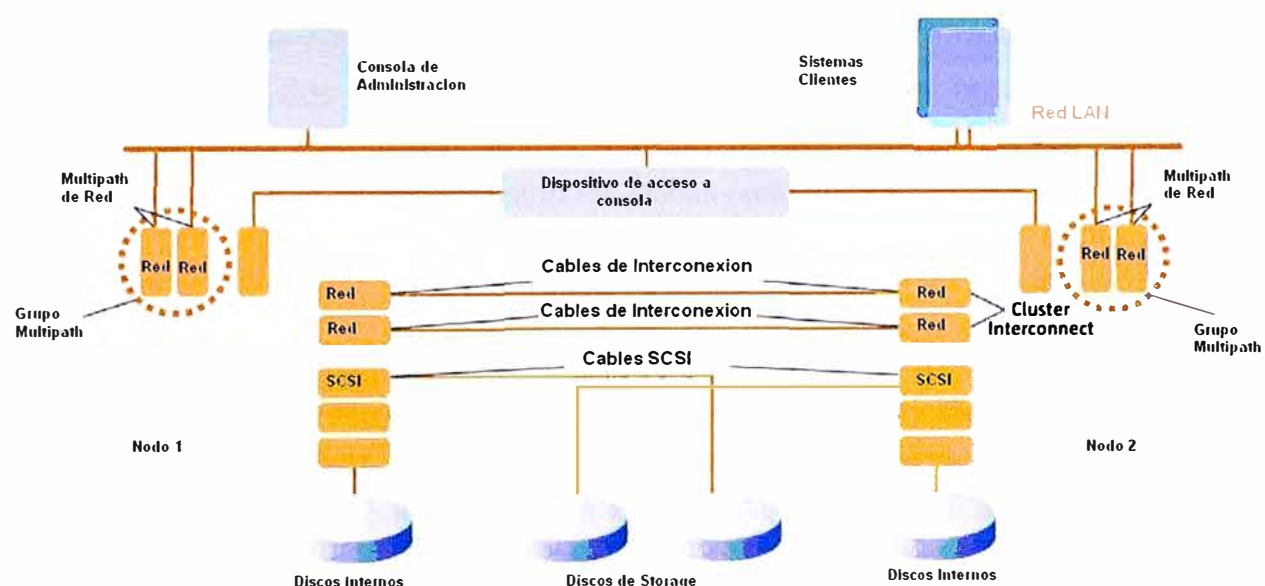 Consola de
Administracion
Sistemas
Clientes
Red LAN
Multipath
de Red
Dispositivo de acceso a
consola
Multipath
de Red
Red
Red
Red
Red
Grupo
Multipath
Cables de Interconexion
Red
Red
Cables de Interconexion
Red
Red
Cluster
Interconnect
Grupo
Multipath
Cables SCSI
SCSI
SCSI
Nodo 1
Nodo 2
Discos Internos
Discos de Storage
Discos Internos